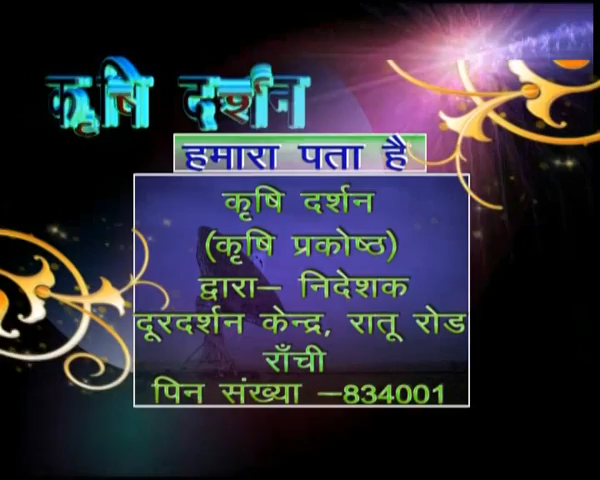 कृषि दर्शन
हमारा पता है
कृषि दर्शन
(कृषि प्रकोष्ठ)
द्वारा– निदेशक
दूरदर्शन केन्द्र, रातू रोड
राँची
पिन संख्या –834001